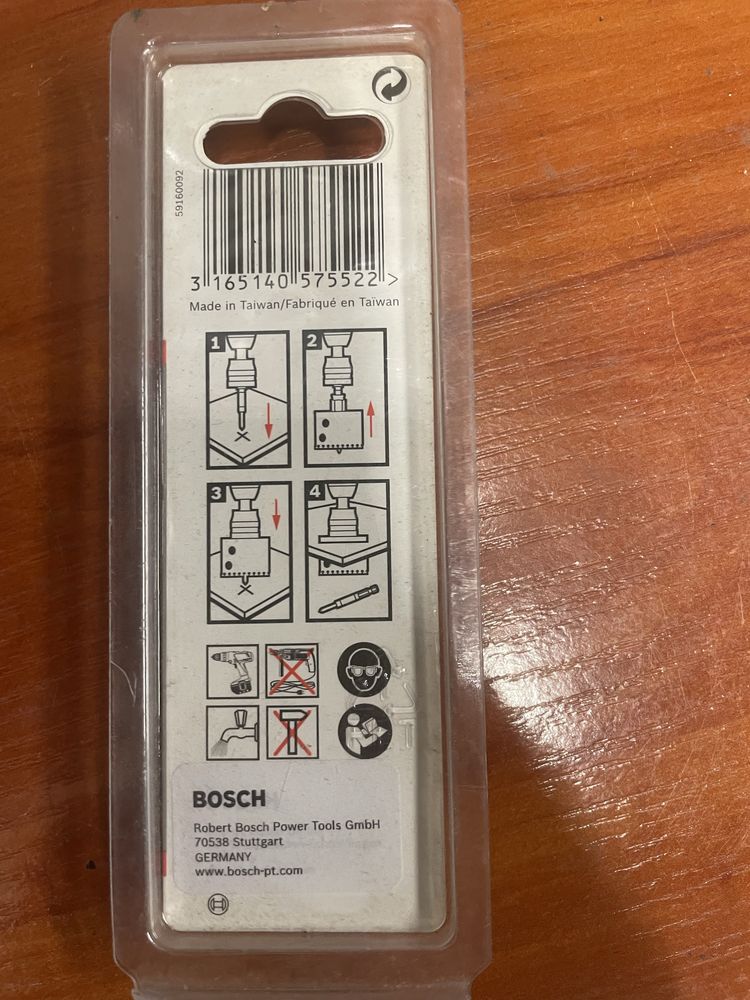 59160092
3 165140 575522 >
Made in Taiwan/Fabriqué en Taïwan
1
2
3
4
BOSCH
Robert Bosch Power Tools GmbH
70538 Stuttgart
GERMANY
www.bosch-pt.com